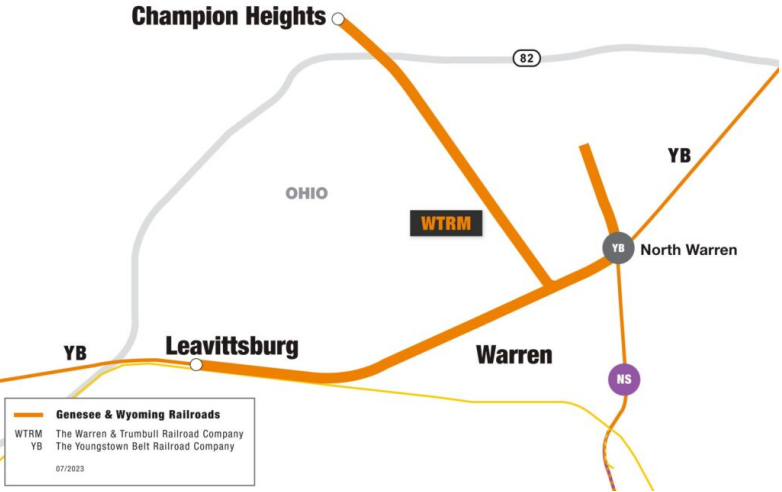 Champion Heights
82
YB
OHIO
WTRM
YB
North Warren
YB
Leavittsburg
Warren
NS
Genesee & Wyoming Railroads
WTRM The Warren & Trumbull Railroad Company
YB The Youngstown Belt Railroad Company
07/2023